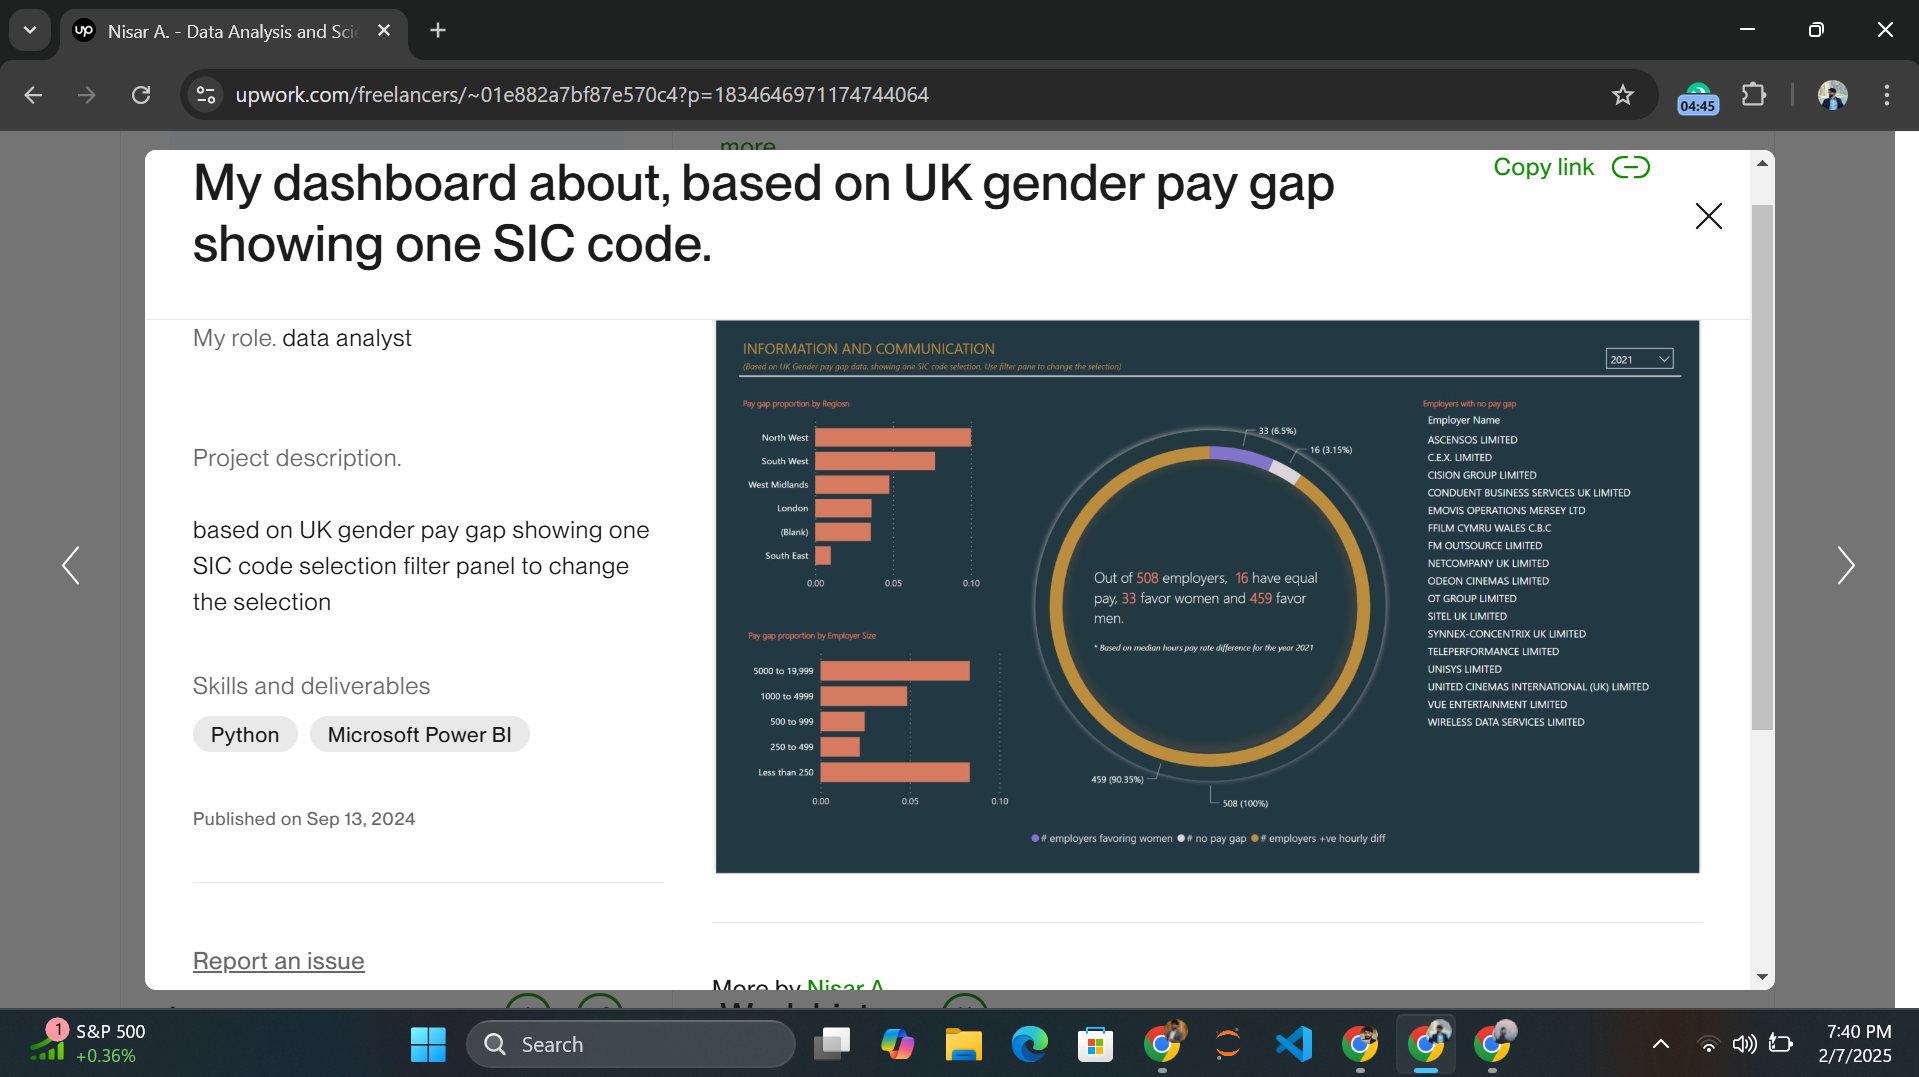 Nisar A. - Data Analysis and Scie
upwork.com/freelancers/~01e882a7bf87e570c4?p=1834646971174744064
04:45
more
My dashboard about, based on UK gender pay gap
showing one SIC code.
Copy link
My role. data analyst
Project description.
based on UK gender pay gap showing one
SIC code selection filter panel to change
the selection
Skills and deliverables
Python
Microsoft Power BI
Published on Sep 13, 2024
Report an issue
INFORMATION AND COMMUNICATION
(Based on UK Gender pay gap data, showing one SIC code selection, Use filter pane to change the selection)
2021
Pay gap proportion by Regiosn
North West
South West
West Midlands
London
(Blank)
South East
0.00 0.05 0.10
Pay gap proportion by Employer Size
5000 to 19,999
1000 to 4999
500 to 999
250 to 499
Less than 250
0.00 0.05 0.10
33 (6.5%)
16 (3.15%)
Out of 508 employers, 16 have equal
pay, 33 favor women and 459 favor
men.
* Based on median hours pay rate difference for the year 2021
459 (90.35%)
508 (100%)
# employers favoring women # no pay gap # employers +ve hourly diff
Employers with no pay gap
Employer Name
ASCENSOS LIMITED
C.E.X. LIMITED
CISION GROUP LIMITED
CONDUENT BUSINESS SERVICES UK LIMITED
EMOVIS OPERATIONS MERSEY LTD
FFILM CYMRU WALES C.B.C
FM OUTSOURCE LIMITED
NETCOMPANY UK LIMITED
ODEON CINEMAS LIMITED
OT GROUP LIMITED
SITEL UK LIMITED
SYNNEX-CONCENTRIX UK LIMITED
TELEPERFORMANCE LIMITED
UNISYS LIMITED
UNITED CINEMAS INTERNATIONAL (UK) LIMITED
VUE ENTERTAINMENT LIMITED
WIRELESS DATA SERVICES LIMITED
More by Nisar A
1
S&P 500
+0.36%
Search
7:40 PM
2/7/2025